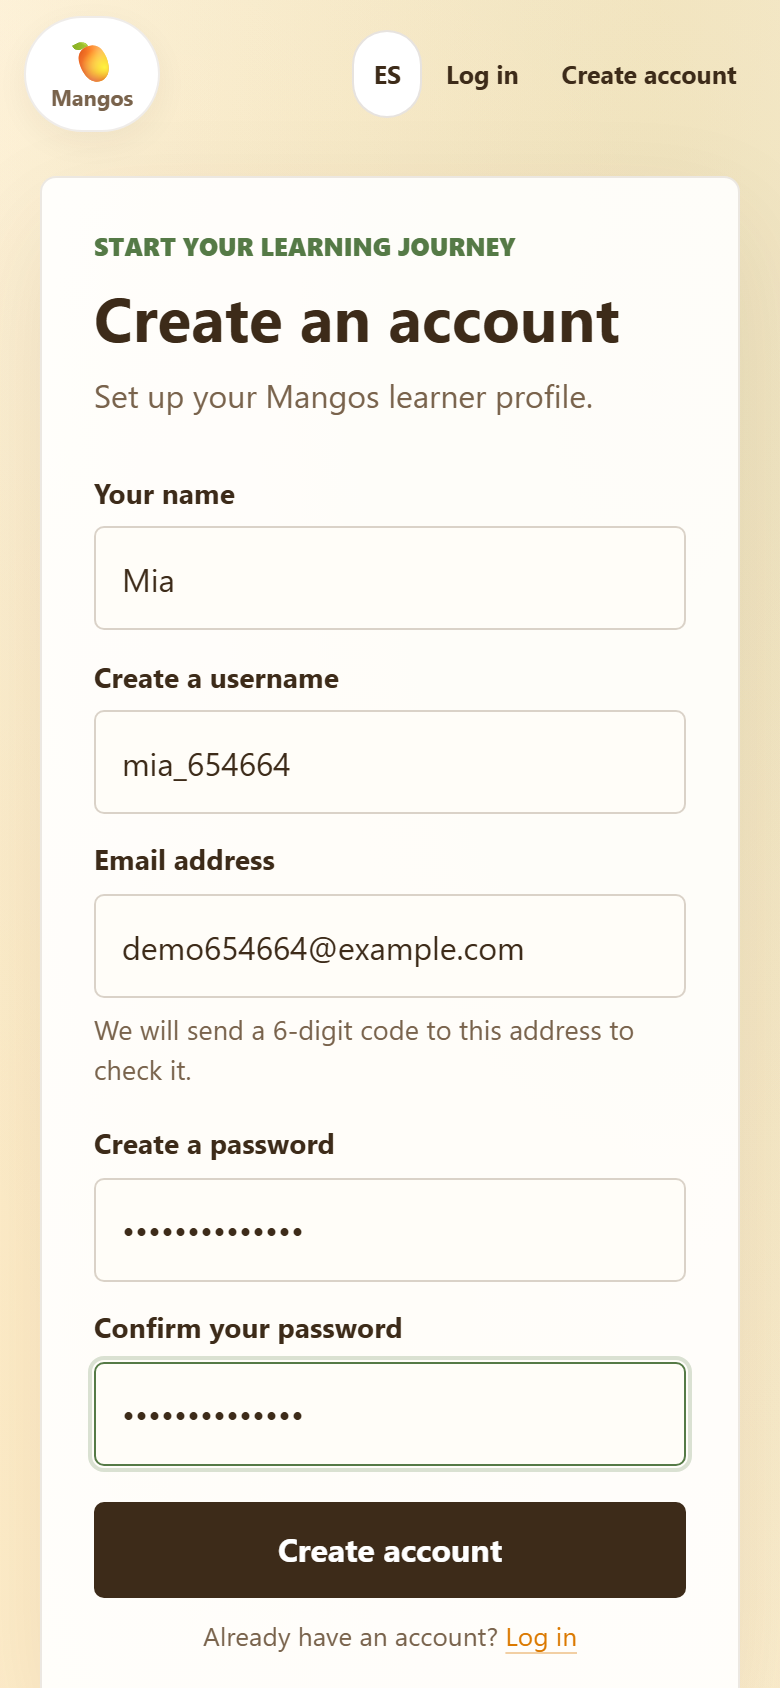 Mangos
ES
Log in
Create account
START YOUR LEARNING JOURNEY
Create an account
Set up your Mangos learner profile.
Your name
Mia
Create a username
mia_654664
Email address
demo654664@example.com
We will send a 6-digit code to this address to
check it.
Create a password
••••••••••••••
Confirm your password
••••••••••••••
Create account
Already have an account? Log in